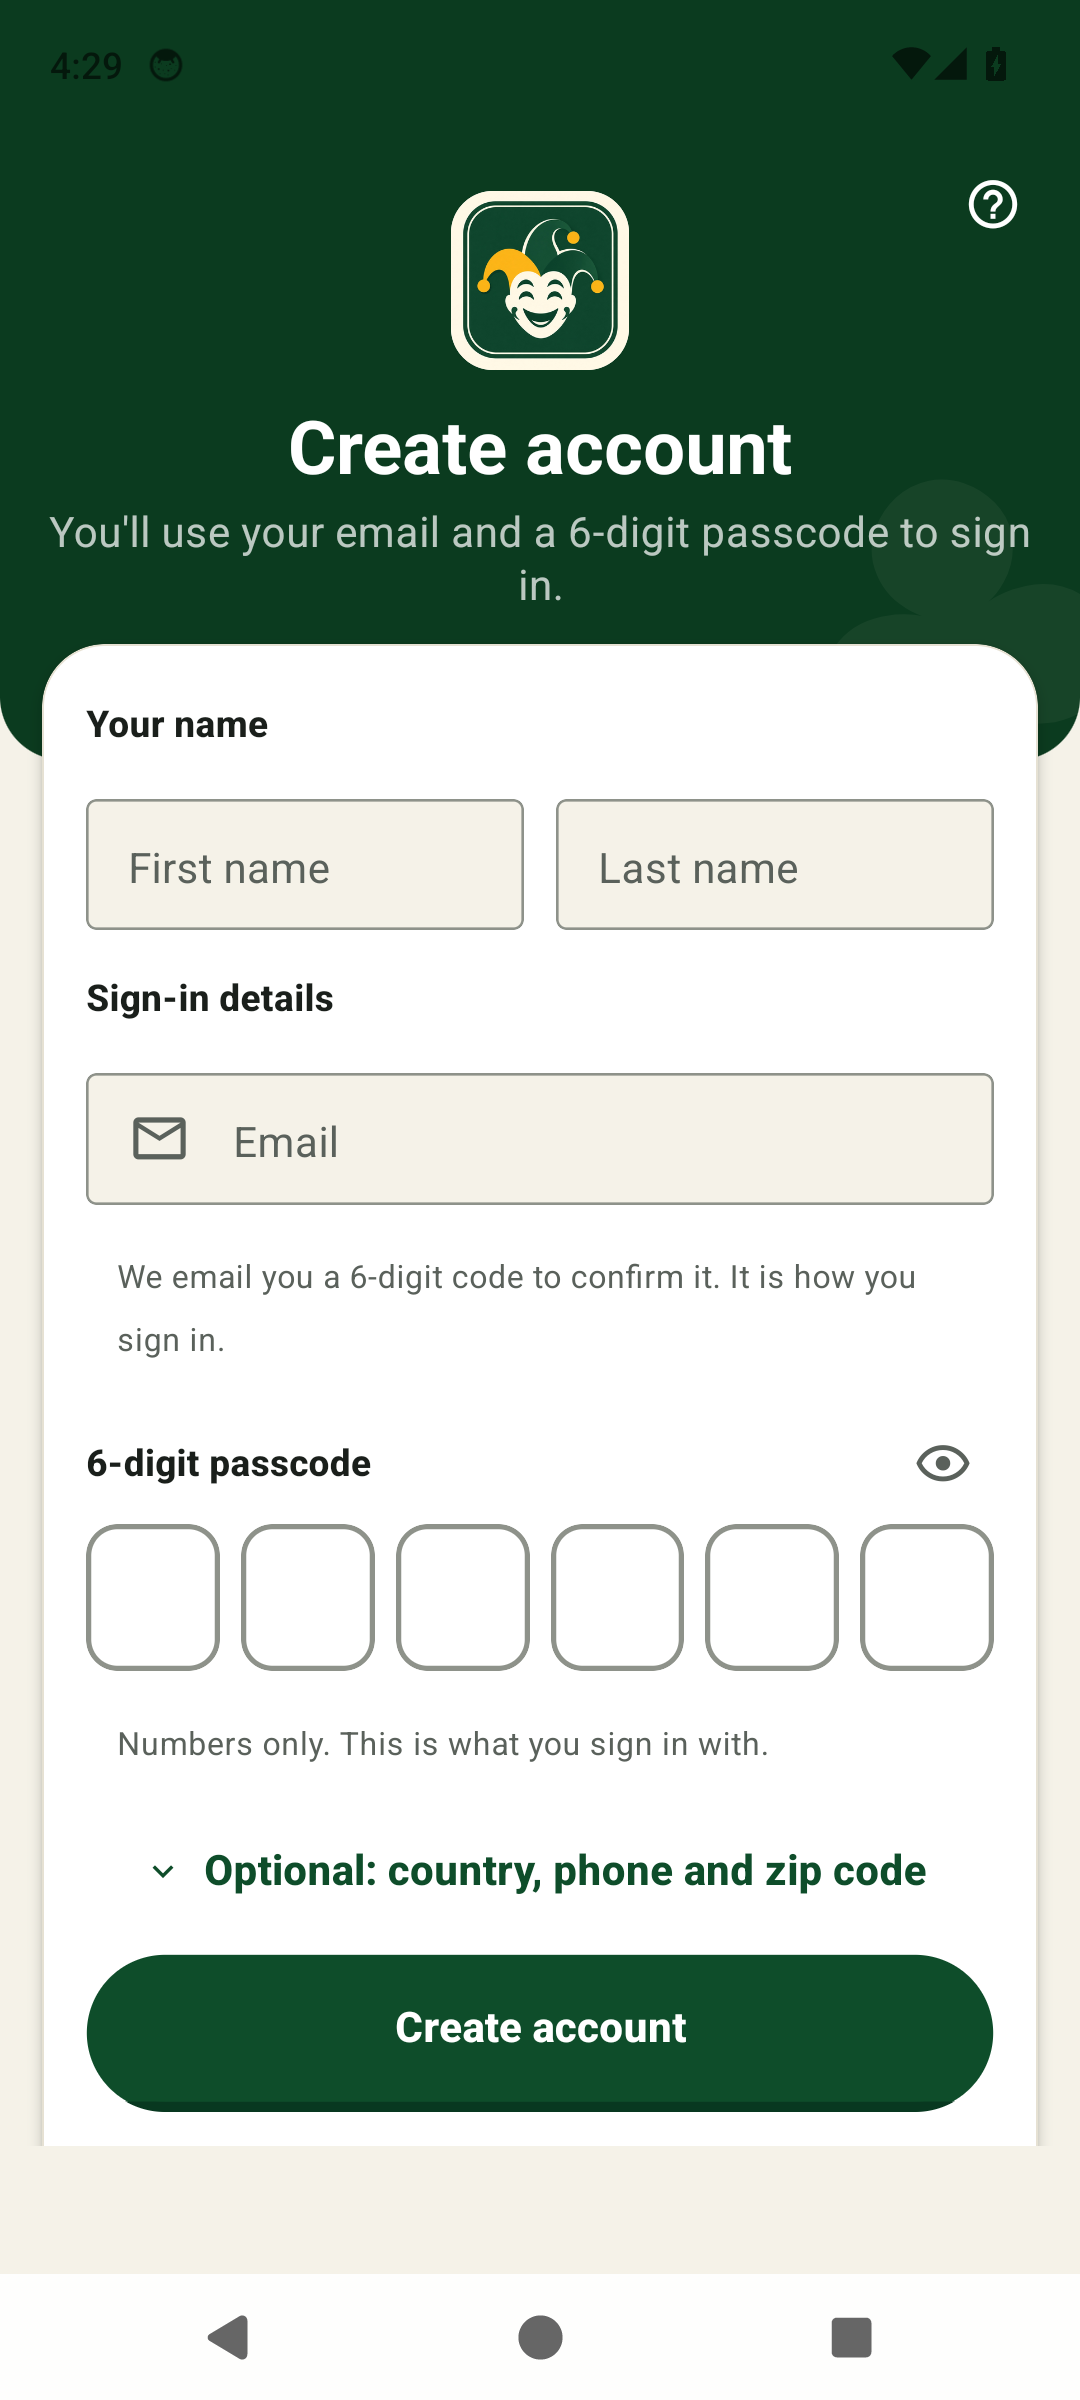 4:29
Create account
You'll use your email and a 6-digit passcode to sign
in.
Your name
First name
Last name
Sign-in details
Email
We email you a 6-digit code to confirm it. It is how you
sign in.
6-digit passcode
Numbers only. This is what you sign in with.
Optional: country, phone and zip code
Create account